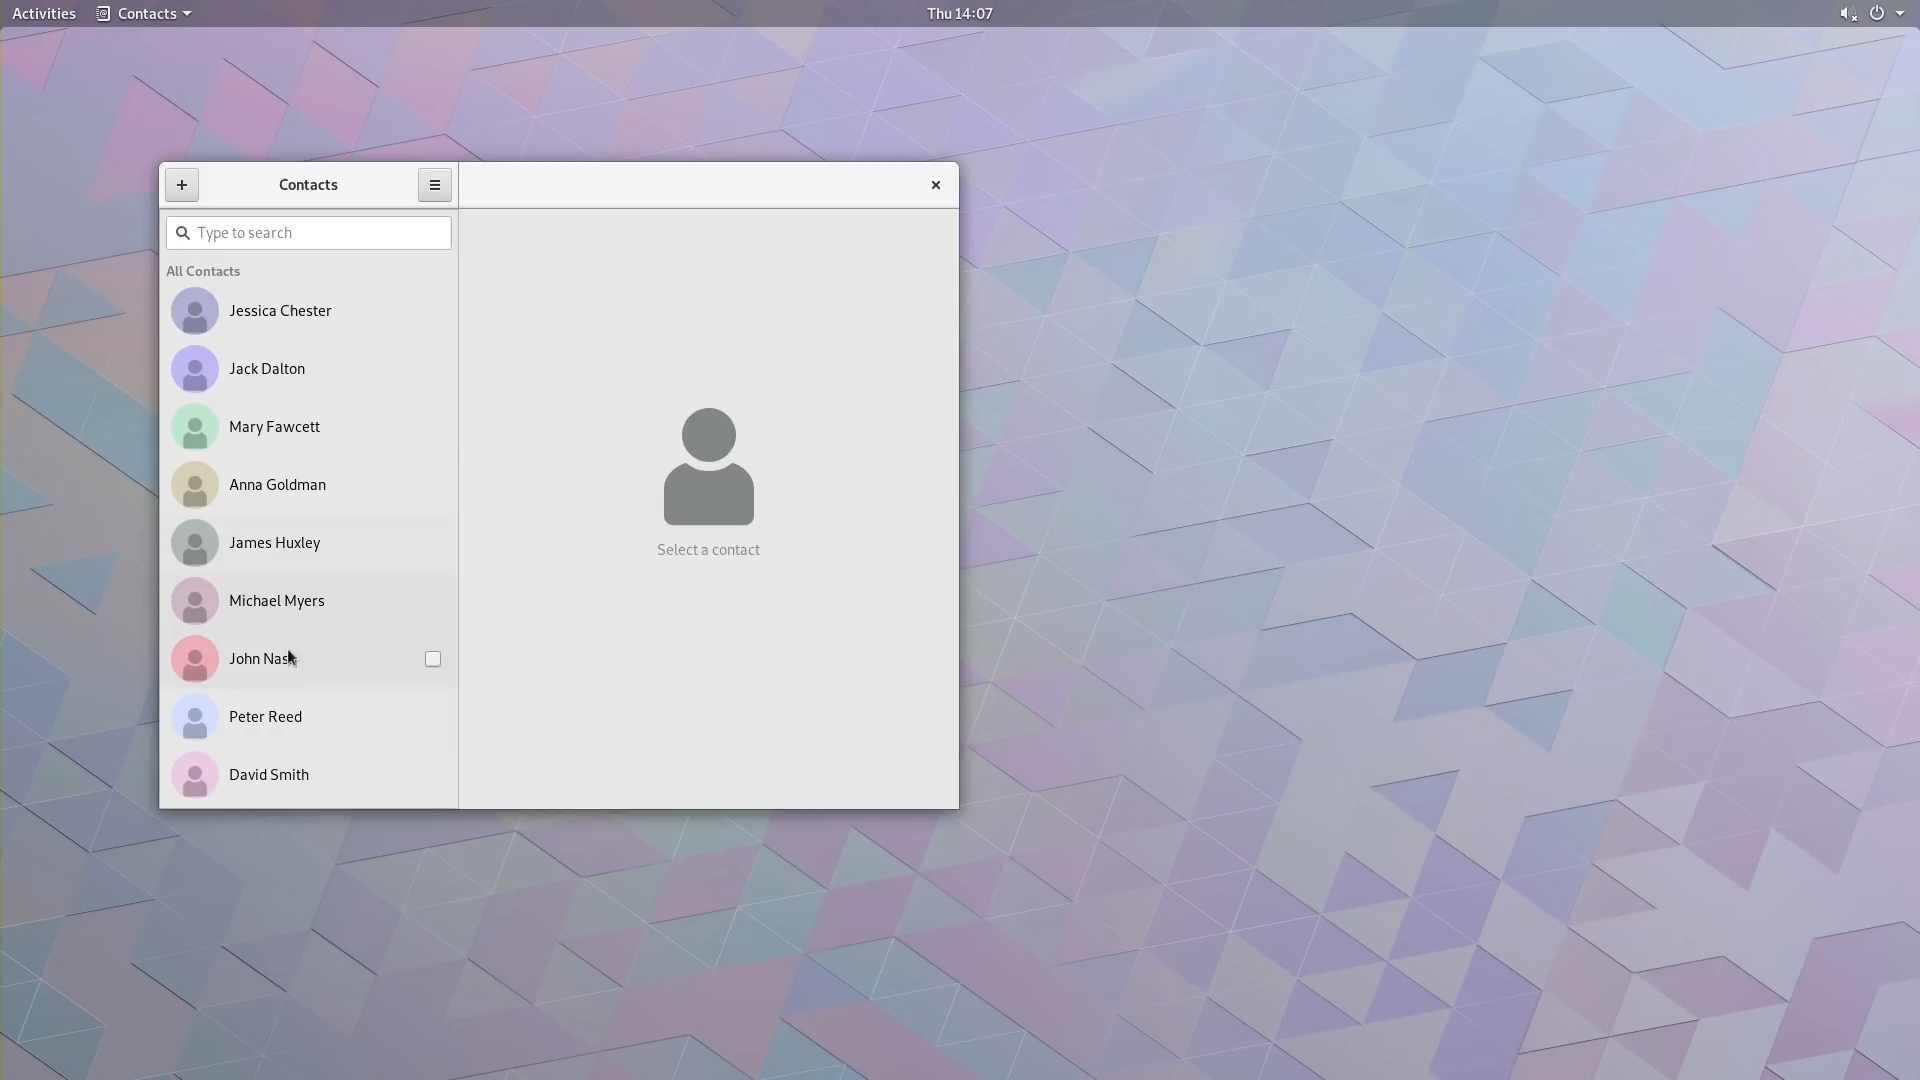 Activities
Contacts
Thu 14:07
Contacts
Type to search
All Contacts
Jessica Chester
Jack Dalton
Mary Fawcett
Anna Goldman
James Huxley
Michael Myers
John
Peter Reed
David Smith
Select a contact